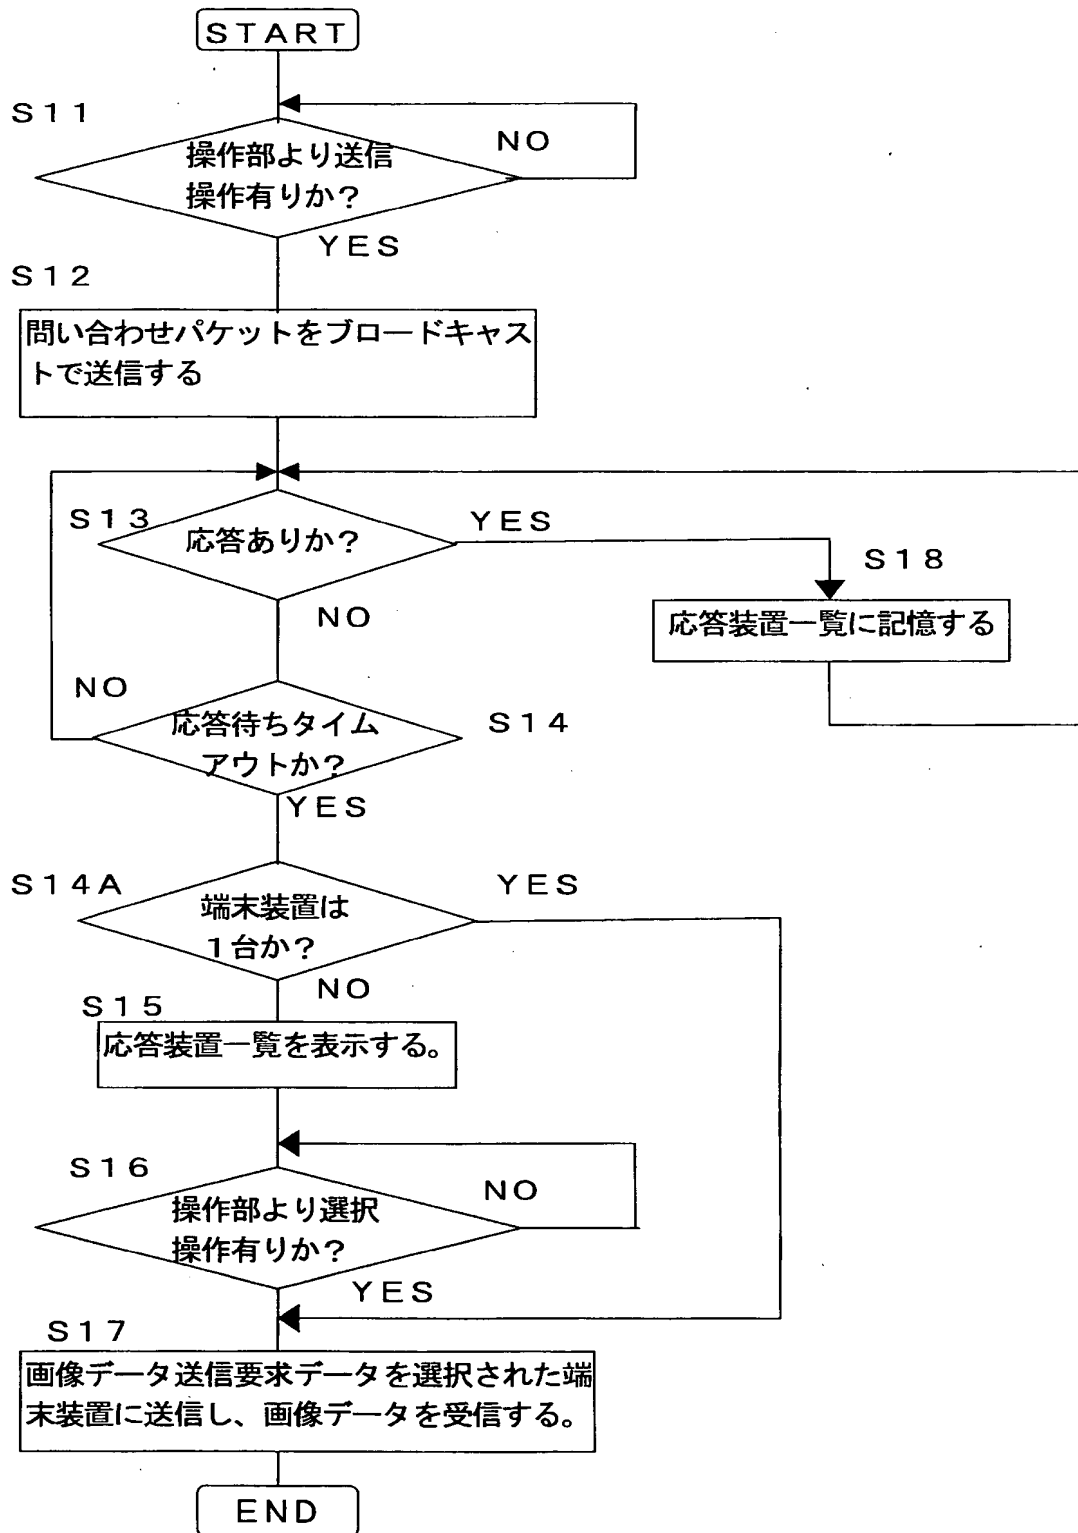 START
S11
操作部より送信
操作有りか？
NO
YES
S12
問い合わせパケットをブロードキャス
トで送信する
S13
応答ありか？
YES
S18
NO
応答装置一覧に記憶する
NO
応答待ちタイム
アウトか？
S14
YES
S14A
端末装置は
１台か？
YES
NO
S15
応答装置一覧を表示する。
S16
操作部より選択
操作有りか？
NO
YES
S17
画像データ送信要求データを選択された端
末装置に送信し、画像データを受信する。
END